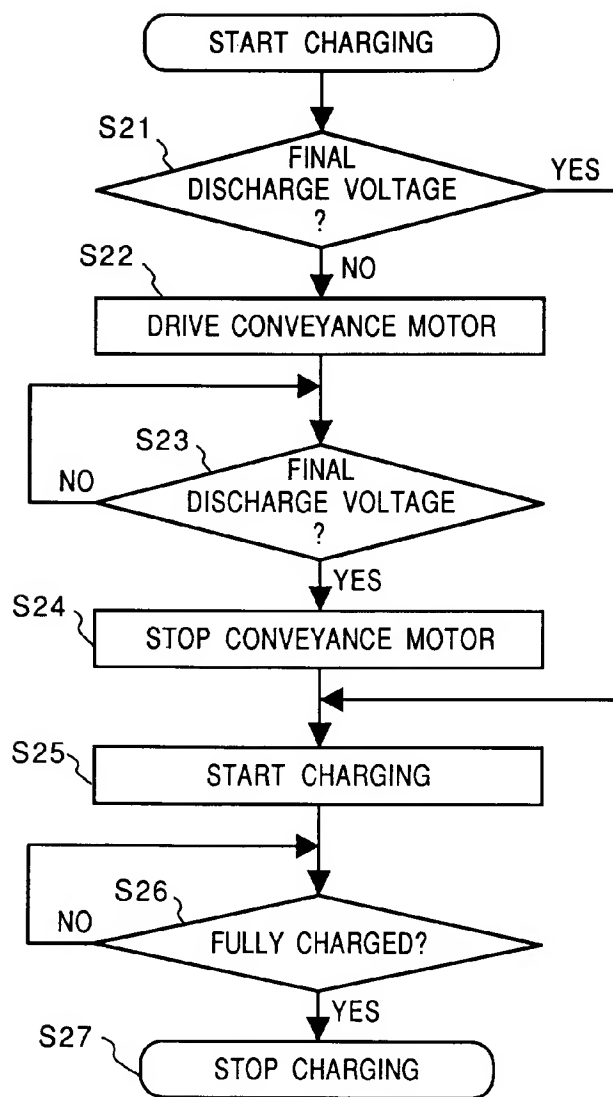 START CHARGING
S21
FINAL
DISCHARGE VOLTAGE
?
YES
NO
S22
DRIVE CONVEYANCE MOTOR
S23
FINAL
DISCHARGE VOLTAGE
?
NO
YES
S24
STOP CONVEYANCE MOTOR
S25
START CHARGING
S26
FULLY CHARGED?
NO
YES
S27
STOP CHARGING